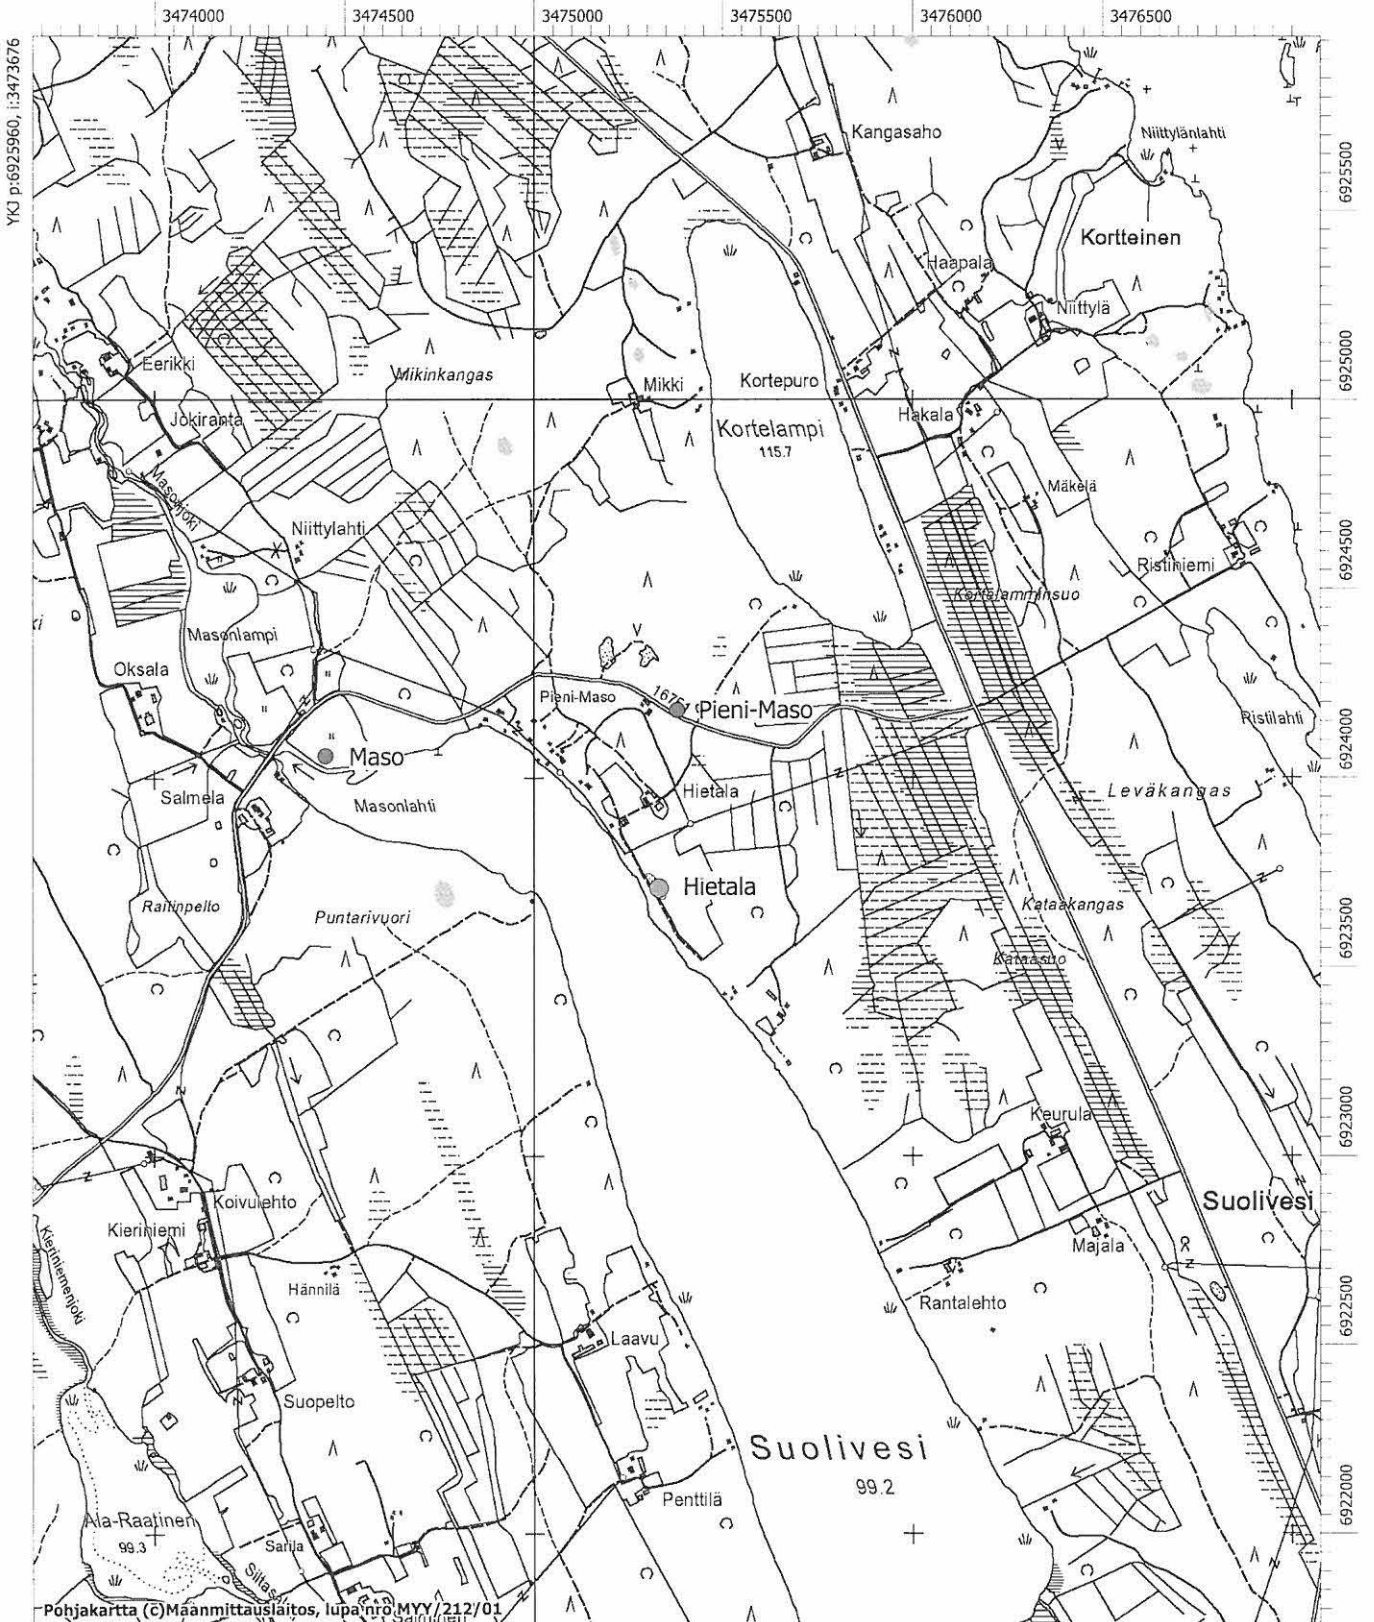 3474000 3474500 3475000 3475500 3476000 3476500
YKJ p:6925960, i:3473676
Kangasaho
Niittylänlahti
6925500
Kortteinen
Haapala
Niittylä
Eerikki
Mikinkangas
Mikki
Kortepuro
6925000
Jokiranta
Kortelampi
Hakala
115.7
Masonjoki
Mäkelä
Niittylahti
6924500
Ristiniemi
Kortelamminsuo
Masonlampi
Oksala
Pieni-Maso
1675
Pieni-Maso
Ristilahti
6924000
Maso
Salmela
Masonlahti
Hietala
Leväkangas
Hietala
Raitinpelto
Puntarivuori
Kataakangas
6923500
Kataasuo
Keurula
6923000
Koivulehto
Suolivesi
Kieriniemi
Majala
Kieriniemenjoki
Hännilä
Rantalehto
6922500
Laavu
Suopelto
Suolivesi
99.2
Penttilä
6922000
Ala-Raatinen
99.3
Sarila
Pohjakartta (c)Maanmittauslaitos, lupa nro MYY/212/01